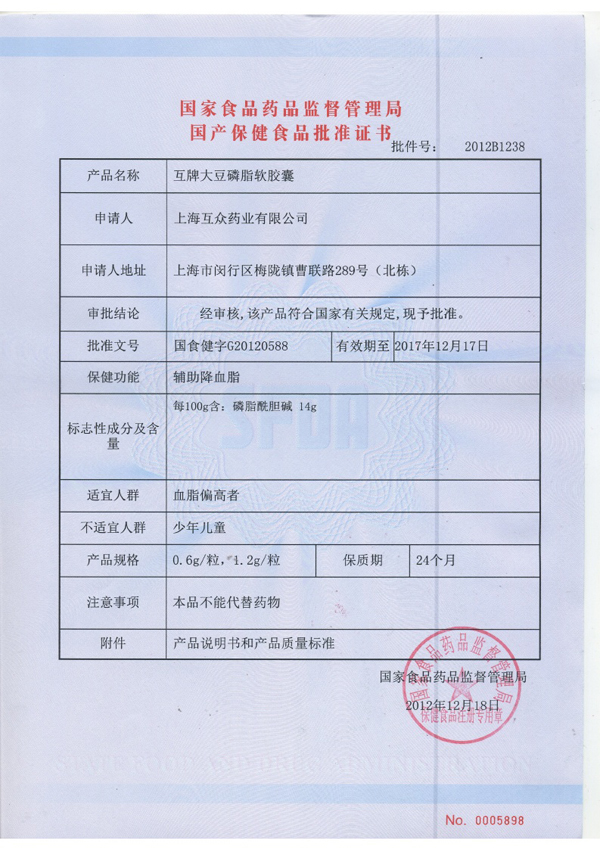 国家食品药品监督管理局
国产保健食品批准证书
批件号： 2012B1238
产品名称 互牌大豆磷脂软胶囊
申请人 上海互众药业有限公司
申请人地址 上海市闵行区梅陇镇曹联路289号（北栋）
审批结论 经审核,该产品符合国家有关规定,现予批准。
批准文号 国食健字G20120588 有效期至 2017年12月17日
保健功能 辅助降血脂
标志性成分及含量 每100g含：磷脂酰胆碱 14g
SFDA
适宜人群 血脂偏高者
不适宜人群 少年儿童
产品规格 0.6g/粒，1.2g/粒 保质期 24个月
注意事项 本品不能代替药物
附件 产品说明书和产品质量标准
国家食品药品监督管理局
国家食品药品监督管理局
2012年12月18日
保健食品注册专用章
STATE FOOD AND DRUG ADMINISTRATION
No. 0005898